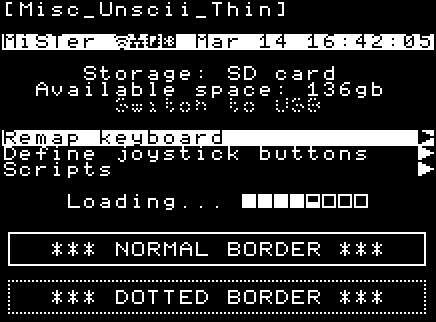 [Misc_Unscii_Thin]
MiSTer Mar 14 16:42:05
Storage: SD card
Available space: 136gb
Switch to USB
Remap keyboard
Define joystick buttons
Scripts
Loading...
*** NORMAL BORDER ***
*** DOTTED BORDER ***